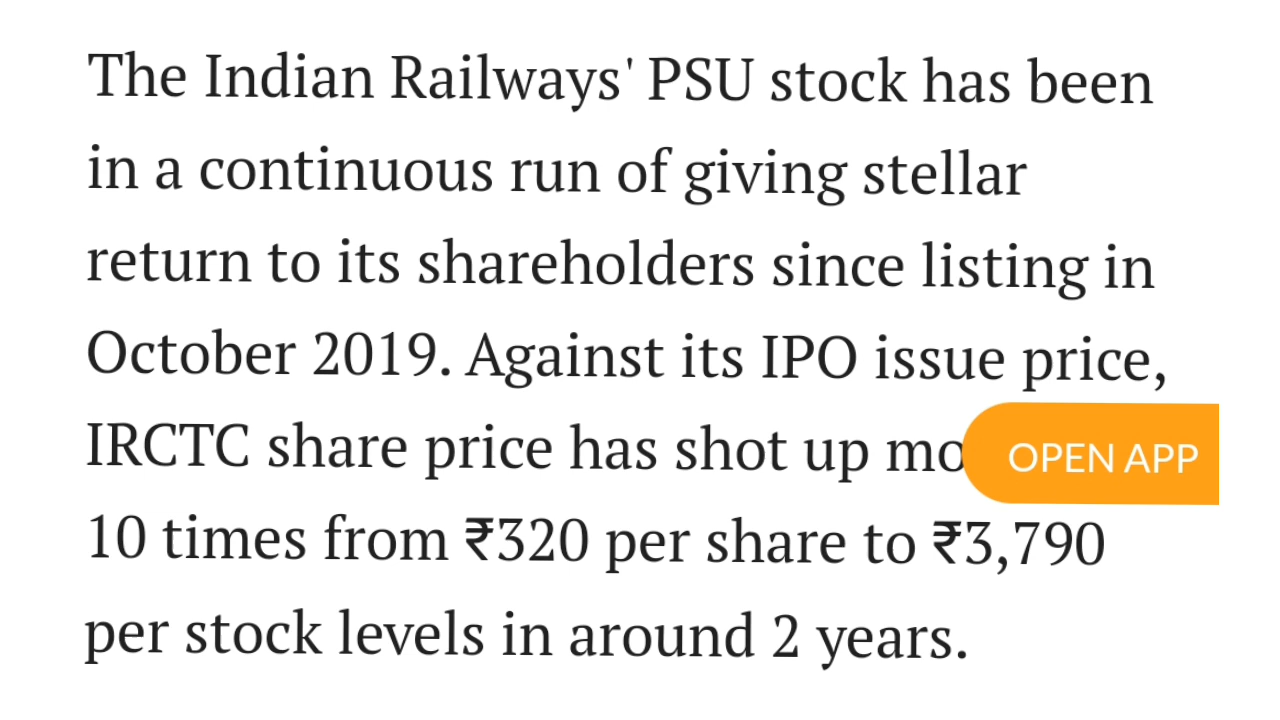 The Indian Railways' PSU stock has been
in a continuous run of giving stellar
return to its shareholders since listing in
October 2019. Against its IPO issue price,
IRCTC share price has shot up mo OPEN APP
10 times from ₹320 per share to ₹3,790
per stock levels in around 2 years.